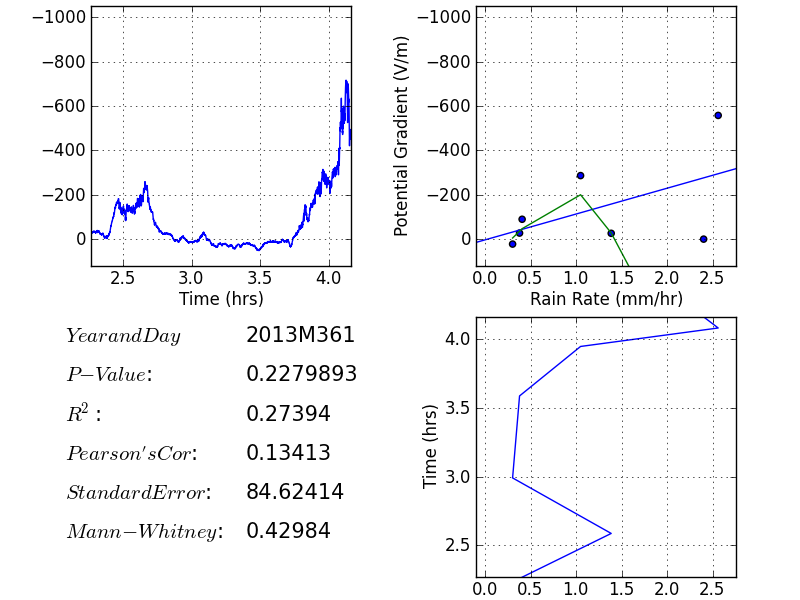 −1000
−800
−600
−400
−200
0
2.5 3.0 3.5 4.0
Time (hrs)
Potential Gradient (V/m)
−1000
−800
−600
−400
−200
0
0.0 0.5 1.0 1.5 2.0 2.5
Rain Rate (mm/hr)
YearandDay 2013M361
P−Value: 0.2279893
R²: 0.27394
Pearson'sCor: 0.13413
StandardError: 84.62414
Mann−Whitney: 0.42984
Time (hrs)
4.0
3.5
3.0
2.5
0.0 0.5 1.0 1.5 2.0 2.5